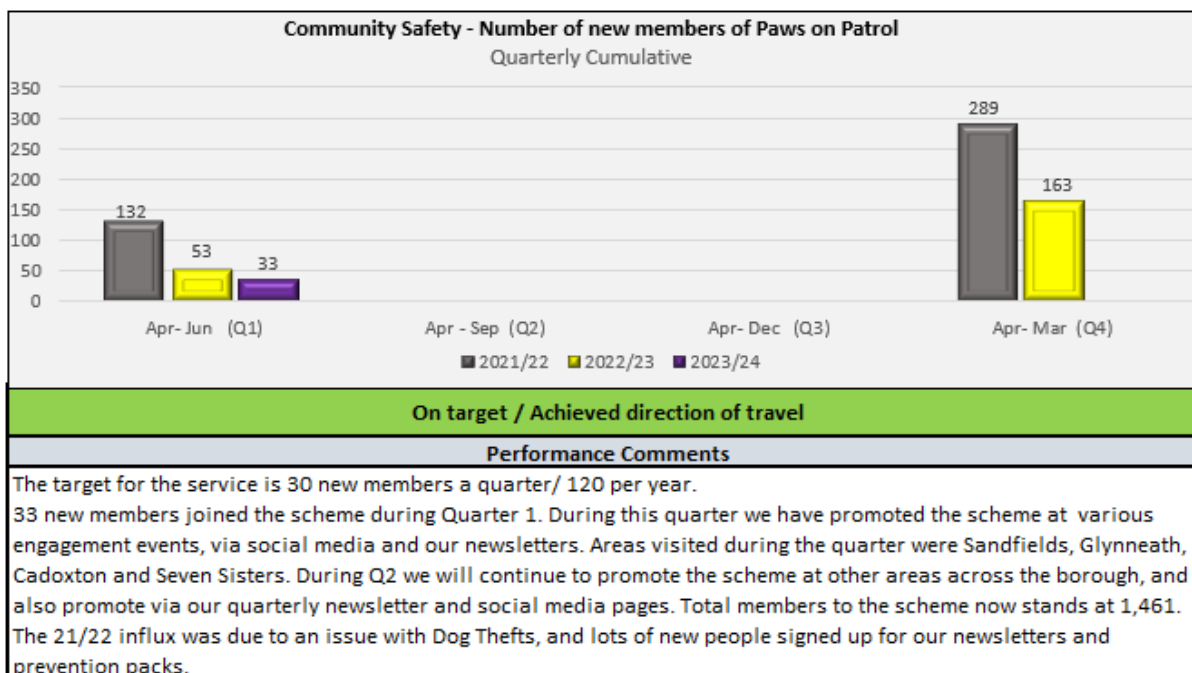 Community Safety - Number of new members of Paws on Patrol
Quarterly Cumulative
350
300
250
200
150
100
50
0
132
53
33
289
163
Apr- Jun (Q1)
Apr - Sep (Q2)
Apr- Dec (Q3)
Apr- Mar (Q4)
2021/22 2022/23 2023/24
On target / Achieved direction of travel
Performance Comments
The target for the service is 30 new members a quarter/ 120 per year.
33 new members joined the scheme during Quarter 1. During this quarter we have promoted the scheme at various
engagement events, via social media and our newsletters. Areas visited during the quarter were Sandfields, Glynneath,
Cadoxton and Seven Sisters. During Q2 we will continue to promote the scheme at other areas across the borough, and
also promote via our quarterly newsletter and social media pages. Total members to the scheme now stands at 1,461.
The 21/22 influx was due to an issue with Dog Thefts, and lots of new people signed up for our newsletters and
prevention packs.